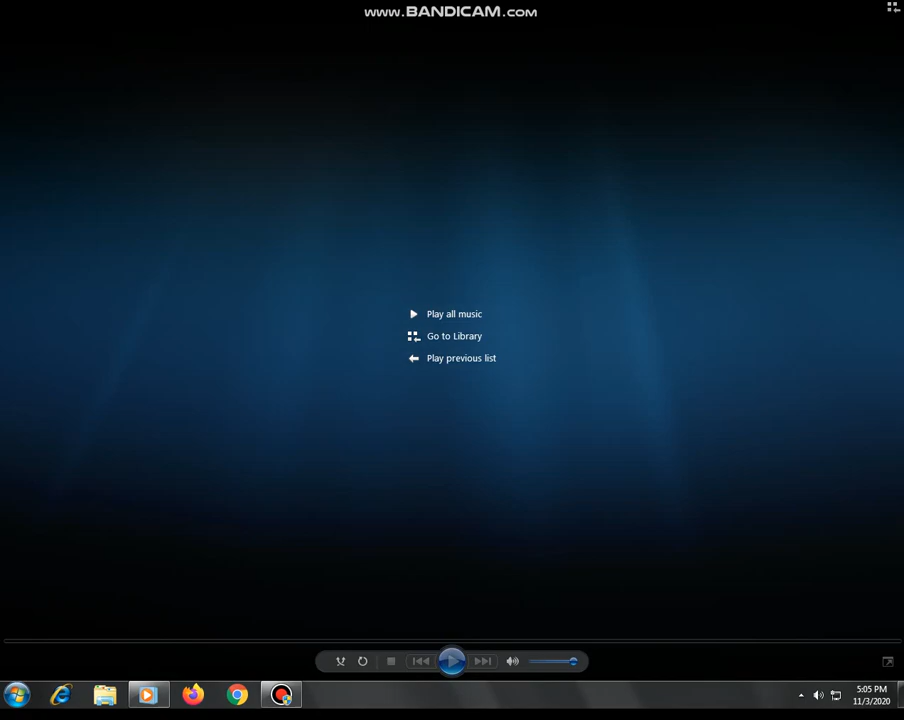 www.BANDICAM.com
Play all music
Go to Library
Play previous list
5:05 PM
11/3/2020